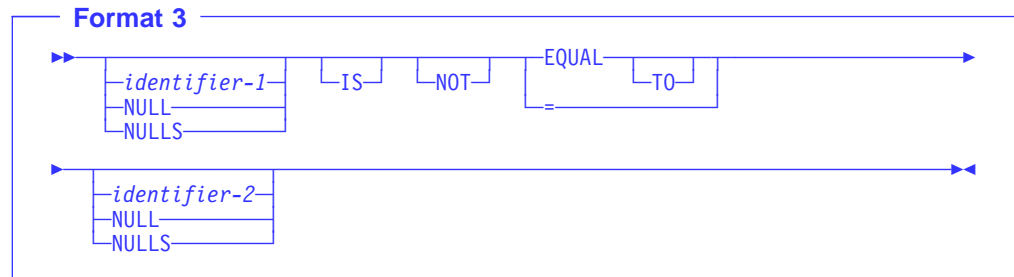 Format 3
EQUAL
identifier-1 IS NOT TO
NULL =
NULLS
identifier-2
NULL
NULLS